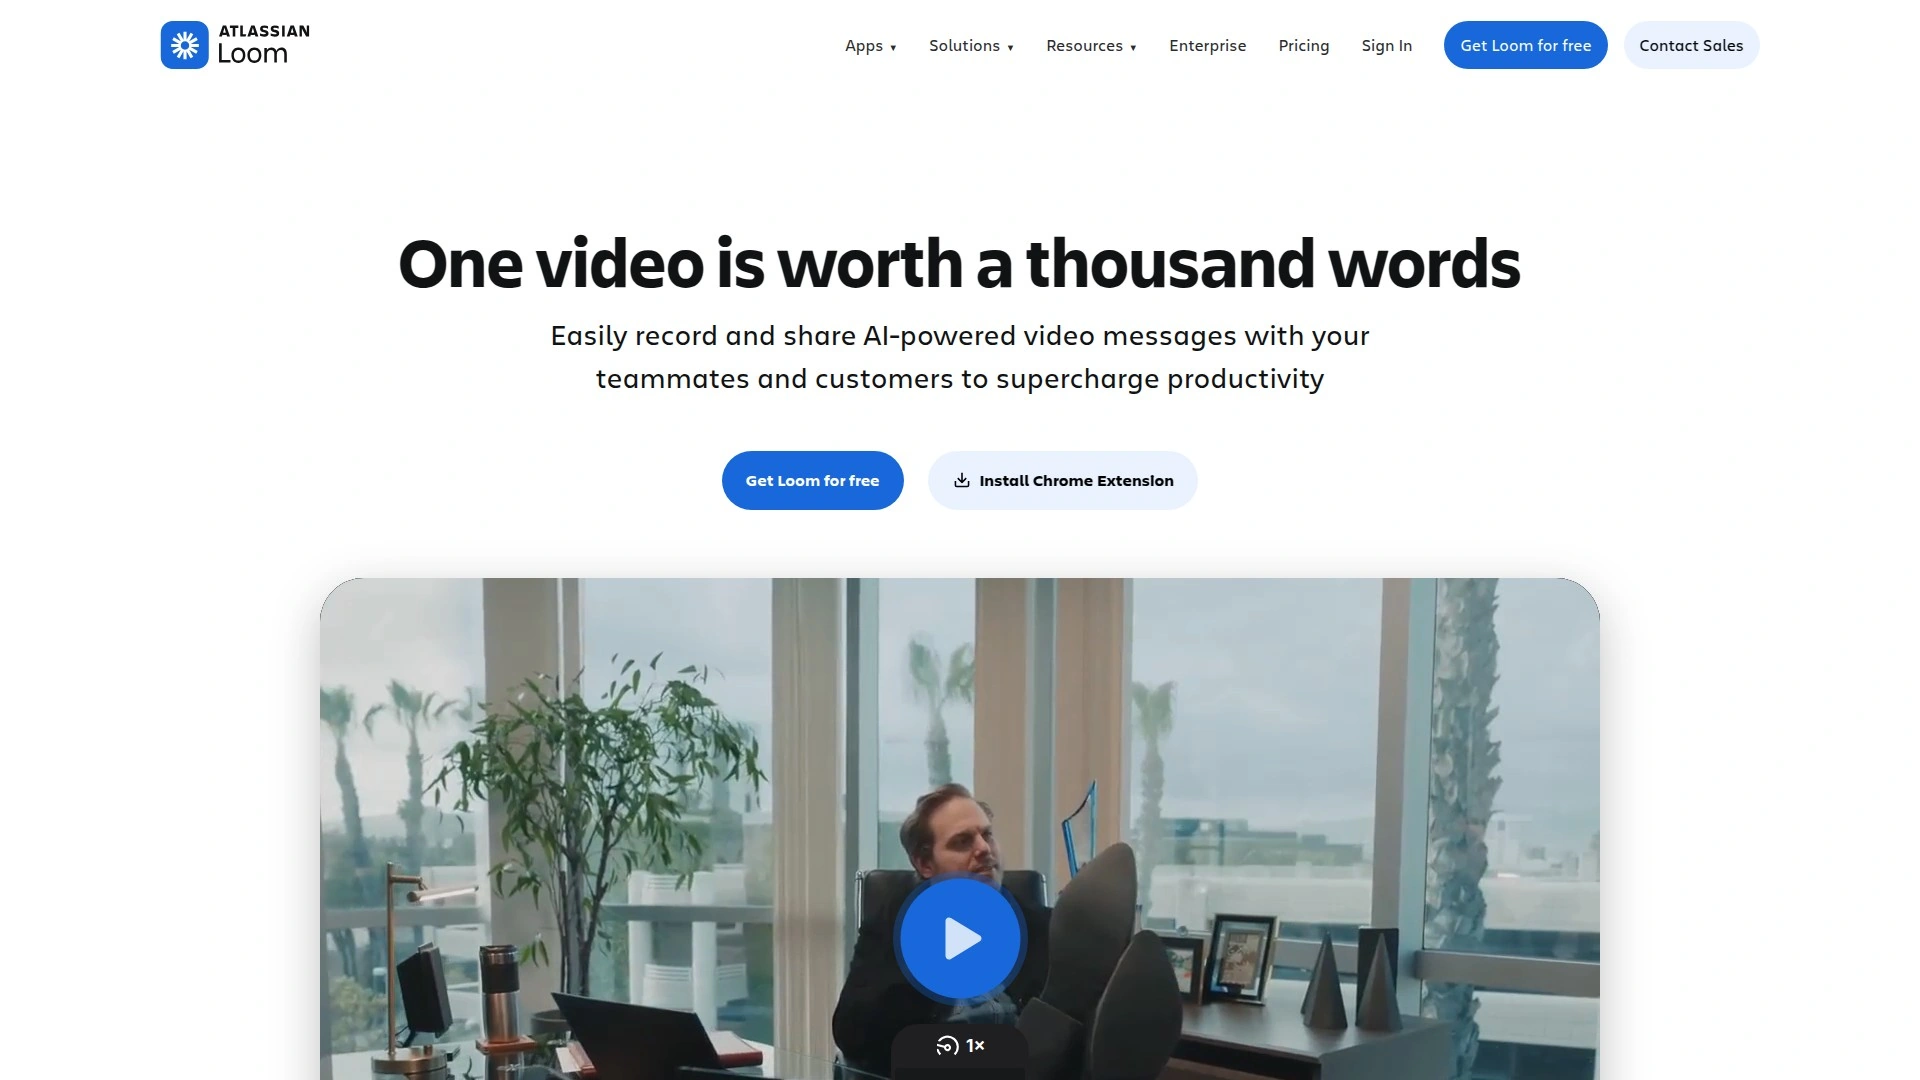 ATLASSIAN
Loom
Apps ▾ Solutions ▾ Resources ▾ Enterprise Pricing Sign In Get Loom for free Contact Sales
One video is worth a thousand words
Easily record and share AI-powered video messages with your
teammates and customers to supercharge productivity
Get Loom for free Install Chrome Extension
1×